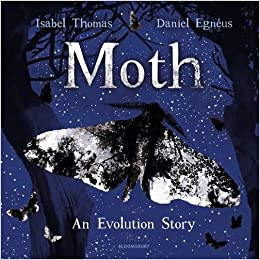 Isabel Thomas Daniel Egnéus
Moth
An Evolution Story
BLOOMSBURY